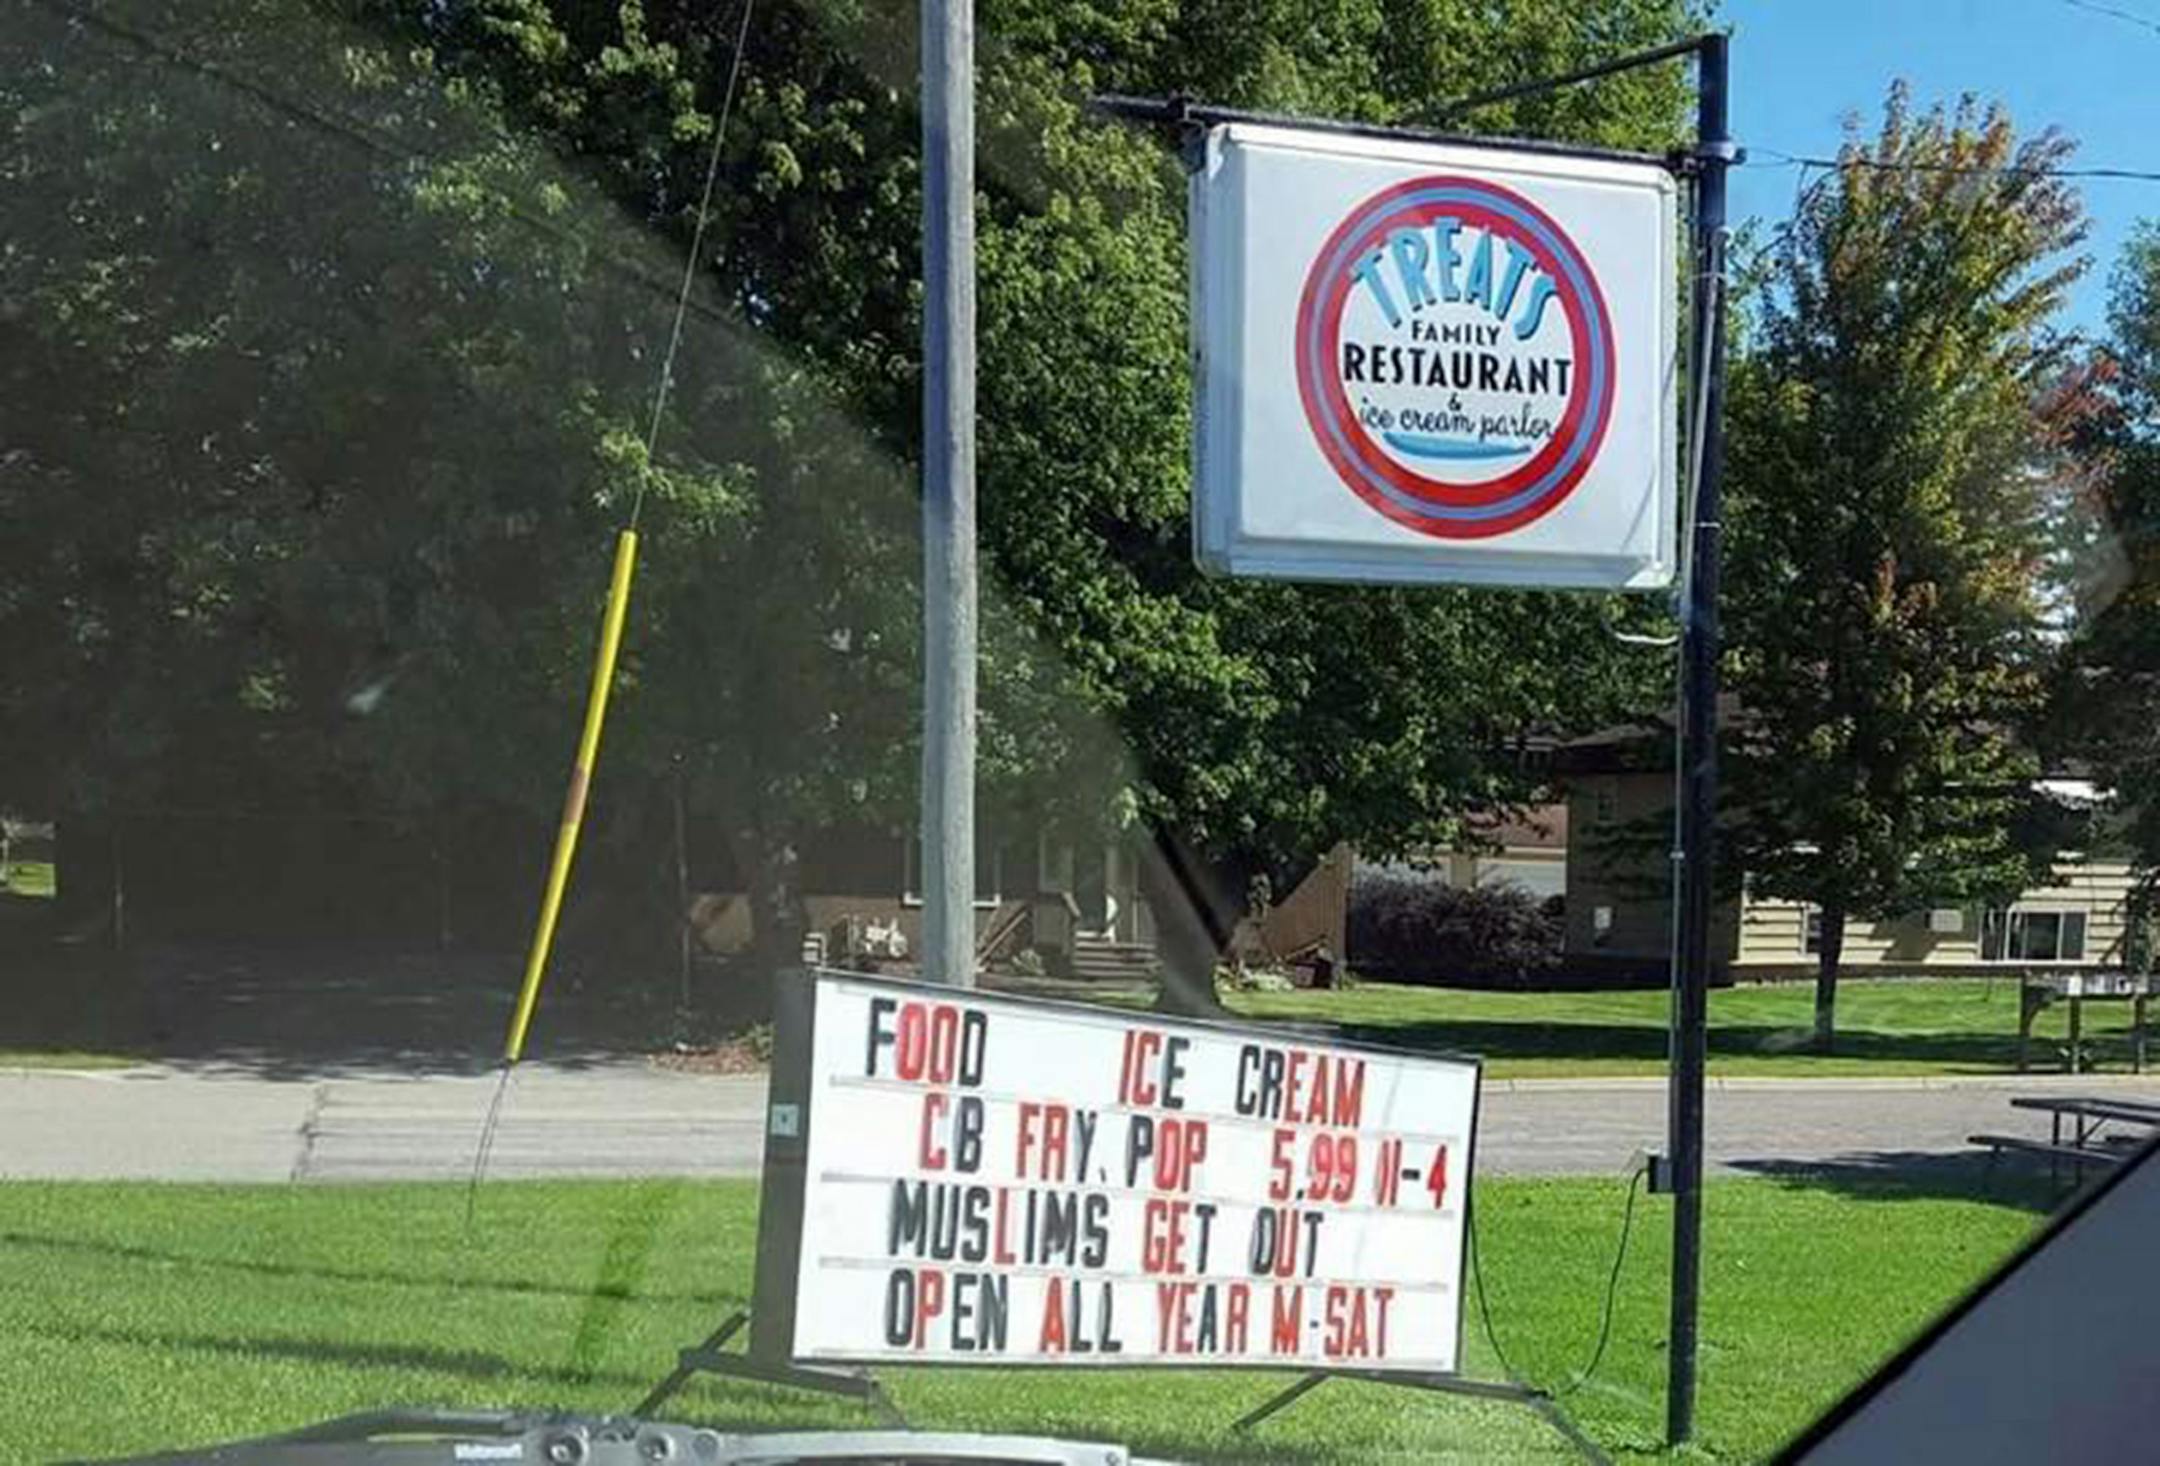 TREATS
FAMILY
RESTAURANT
&
ice cream parlor
FOOD ICE CREAM
CB FRY. POP 5.99 11-4
MUSLIMS GET OUT
OPEN ALL YEAR M-SAT